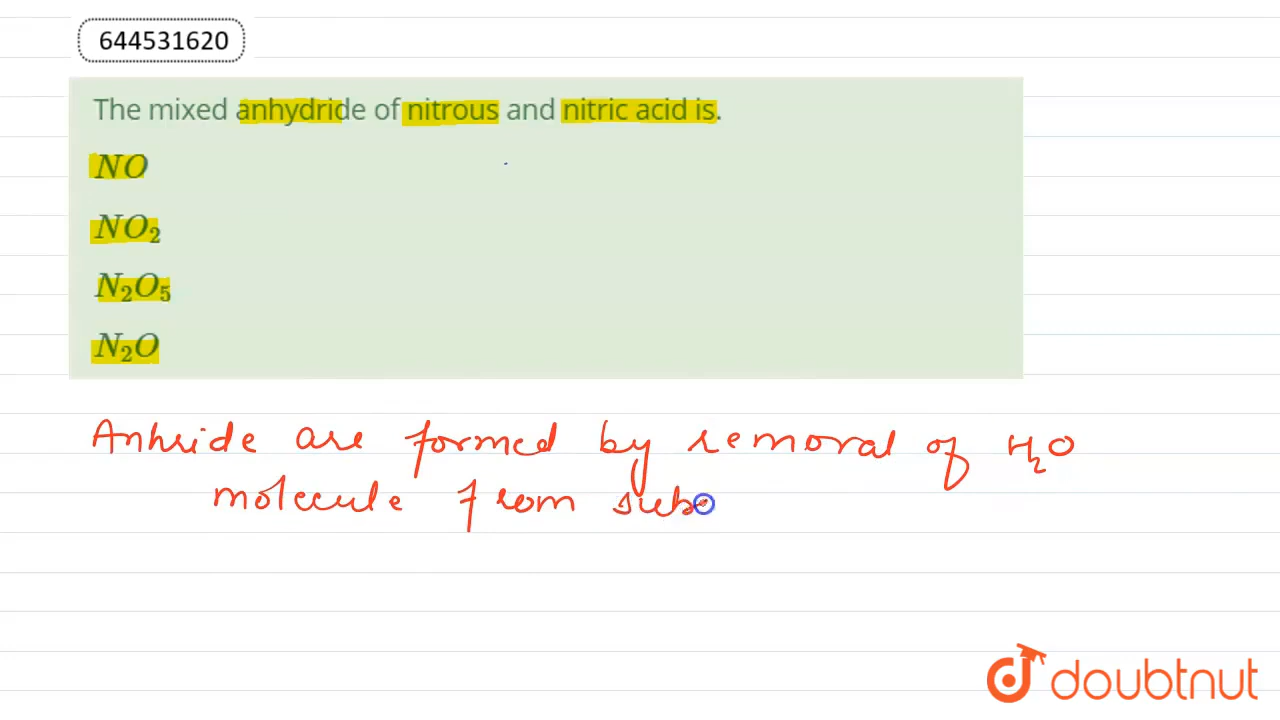 644531620
The mixed anhydride of nitrous and nitric acid is.
NO
NO₂
N₂O₅
N₂O
Anhride are formed by removal of H₂O
molecule from subs
doubtnut